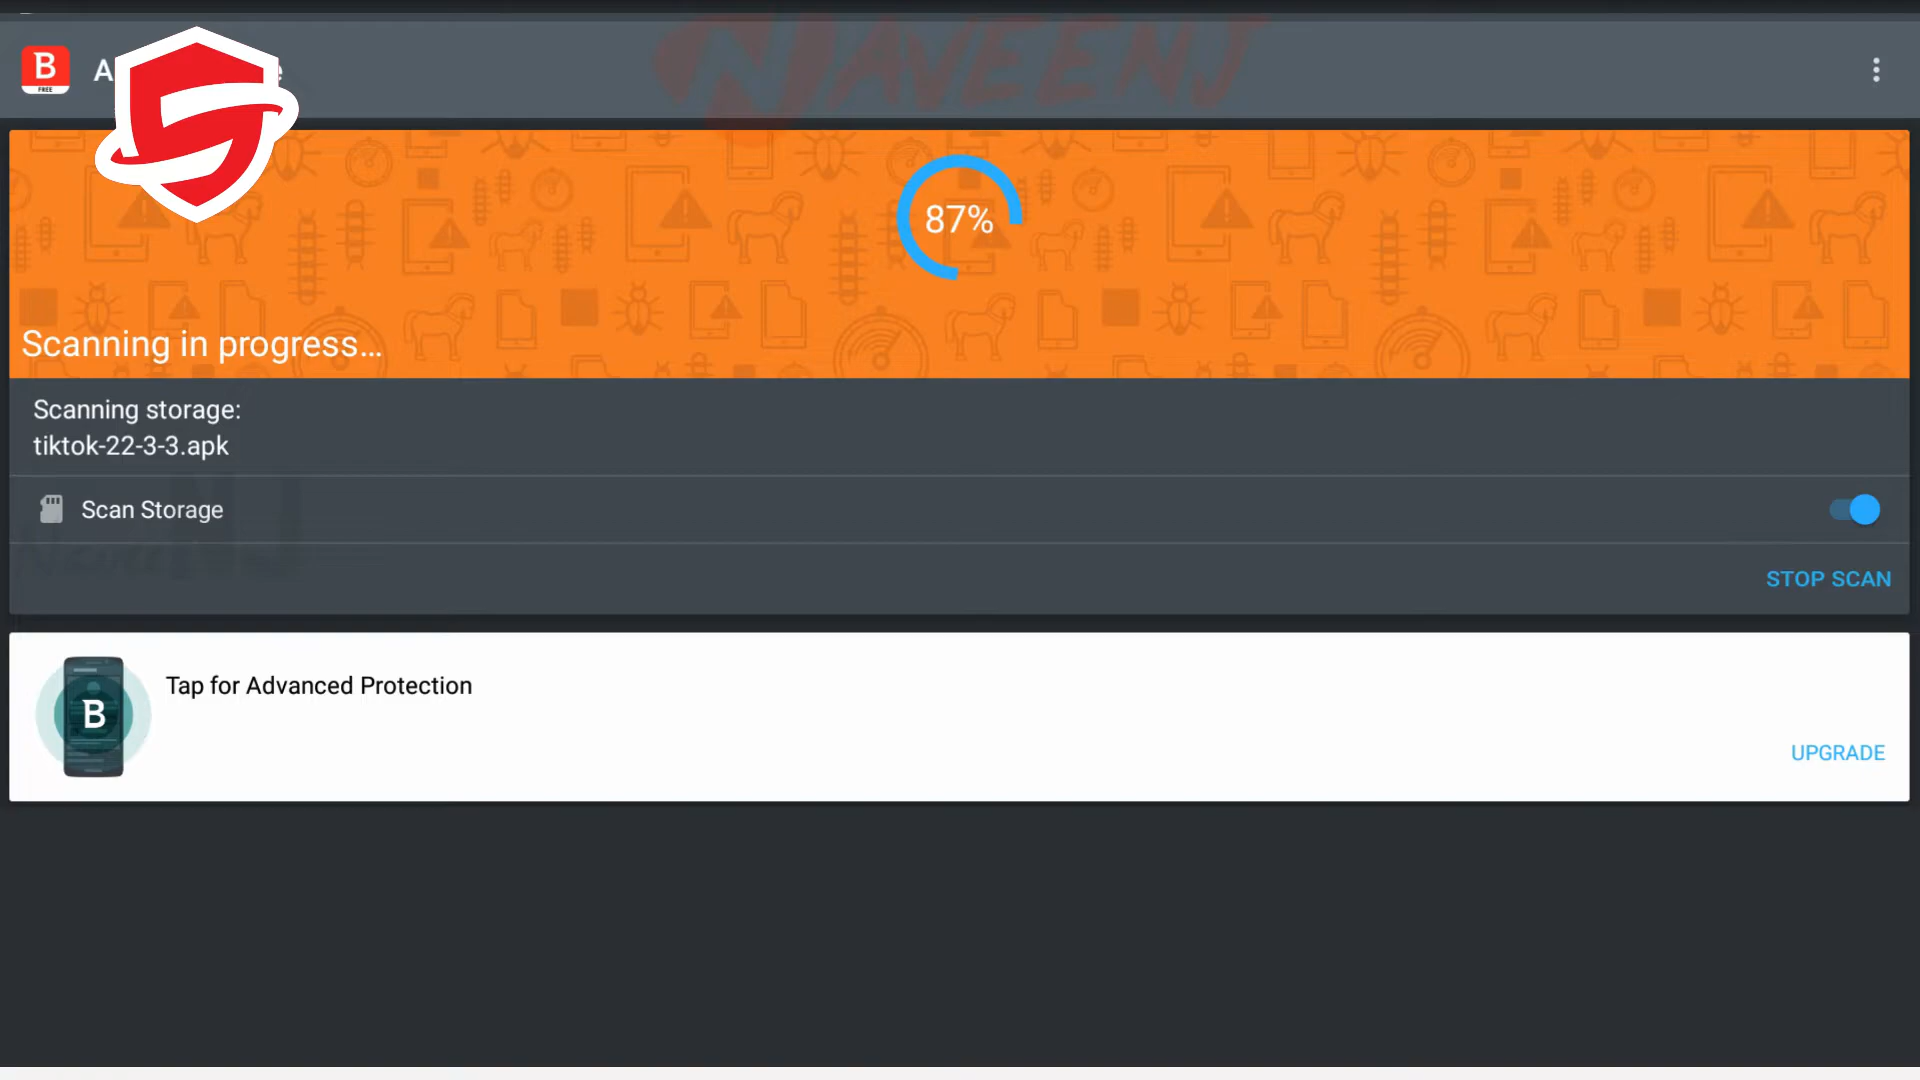 NAVEENJ
B
FREE
87%
Scanning in progress...
Scanning storage:
tiktok-22-3-3.apk
Scan Storage
STOP SCAN
B
Tap for Advanced Protection
UPGRADE